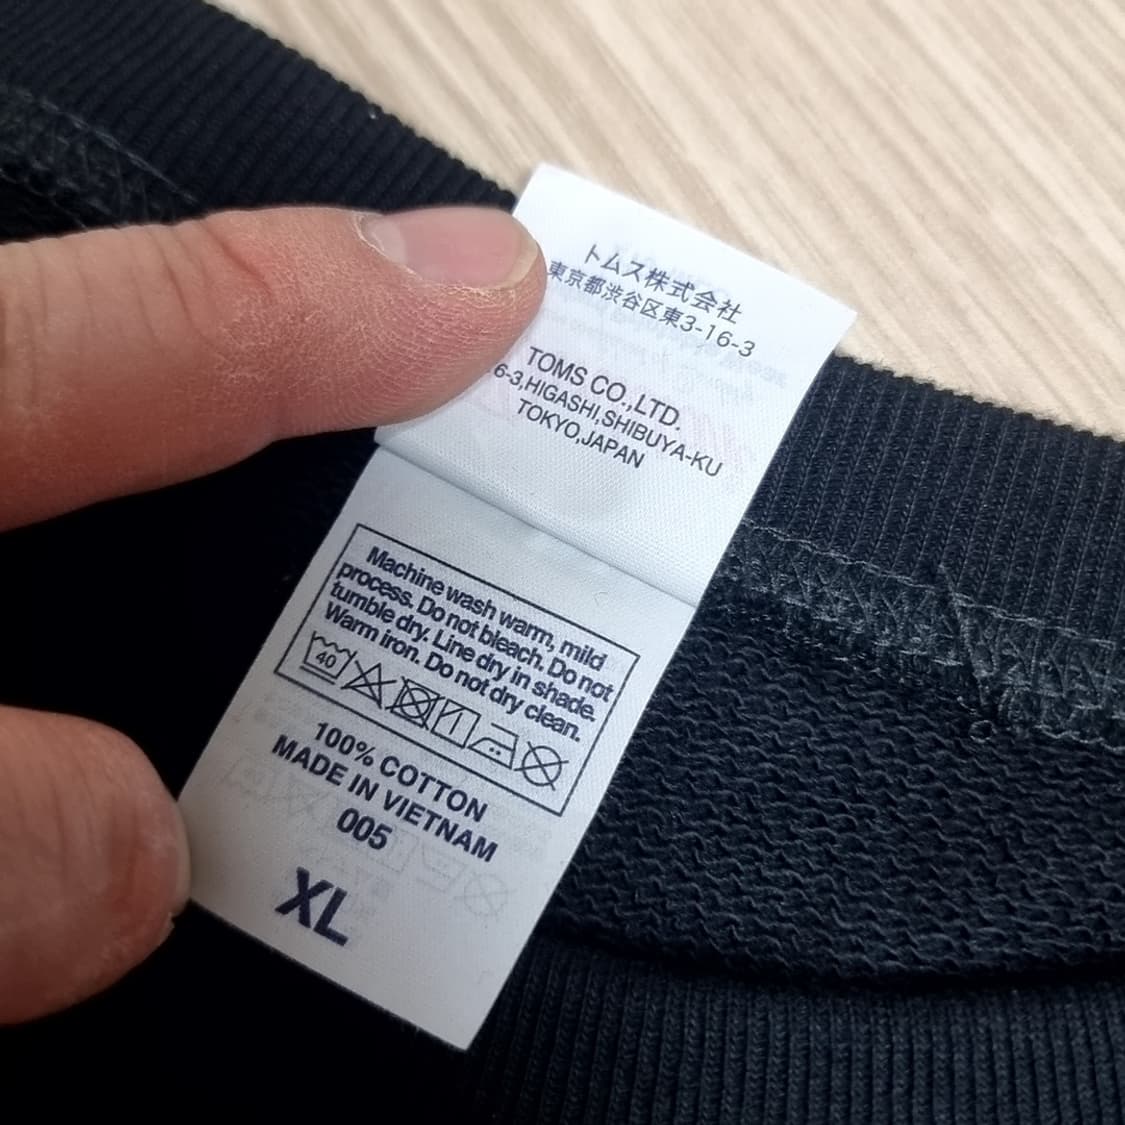 トムス株式会社
東京都渋谷区東3-16-3
TOMS CO.,LTD.
6-3,HIGASHI,SHIBUYA-KU
TOKYO,JAPAN
Machine wash warm, mild
process. Do not bleach. Do not
tumble dry. Line dry in shade.
Warm iron. Do not dry clean.
40
100% COTTON
MADE IN VIETNAM
005
XL